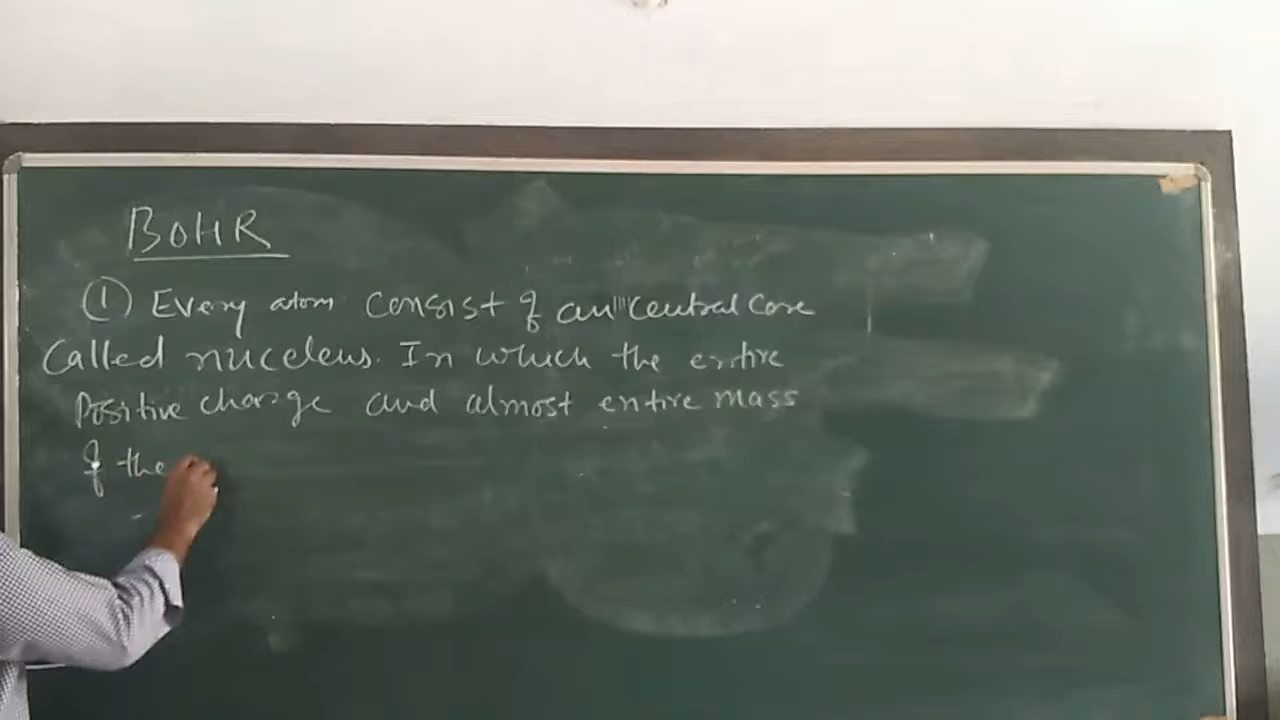 BOHR
① Every atom consist of an central core
called nuceleus. In which the entire
Positive charge and almost entire mass
of the